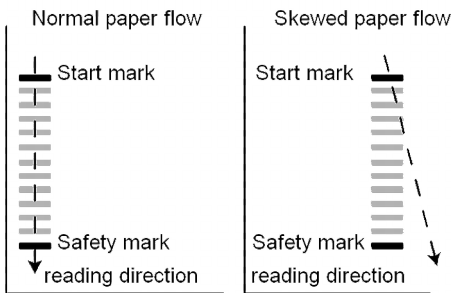 Normal paper flow
Start mark
Safety mark
reading direction
Skewed paper flow
Start mark
Safety mark
reading direction